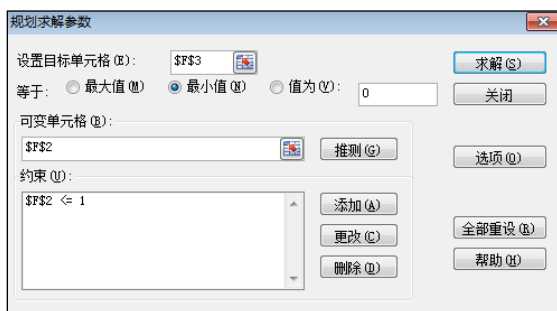 规划求解参数
设置目标单元格(E): $F$3 求解(S)
等于: 最大值(M) 最小值(N) 值为(V): 0 关闭
可变单元格(B):
$F$2 推测(G) 选项(O)
约束(U):
$F$2 <= 1 添加(A)
更改(C) 全部重设(R)
删除(D) 帮助(H)